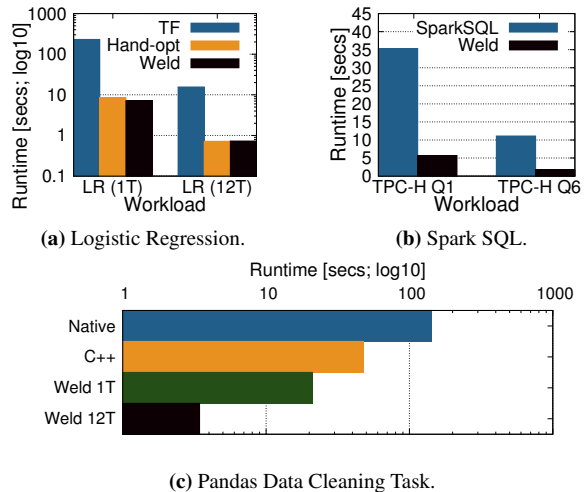 Runtime [secs; log10]
1000
100
10
1
0.1
TF
Hand-opt
Weld
LR (1T)
LR (12T)
Workload
(a) Logistic Regression.
Runtime [secs]
45
40
35
30
25
20
15
10
5
0
SparkSQL
Weld
TPC-H Q1
TPC-H Q6
Workload
(b) Spark SQL.
Runtime [secs; log10]
1
10
100
1000
Native
C++
Weld 1T
Weld 12T
(c) Pandas Data Cleaning Task.